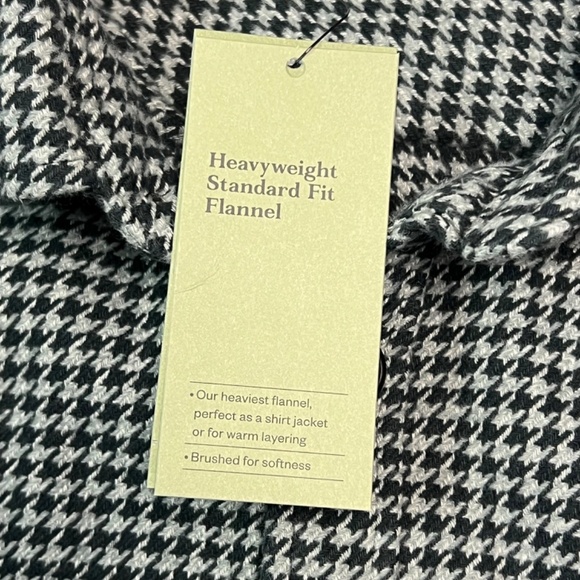 Heavyweight
Standard Fit
Flannel
• Our heaviest flannel,
perfect as a shirt jacket
or for warm layering
• Brushed for softness